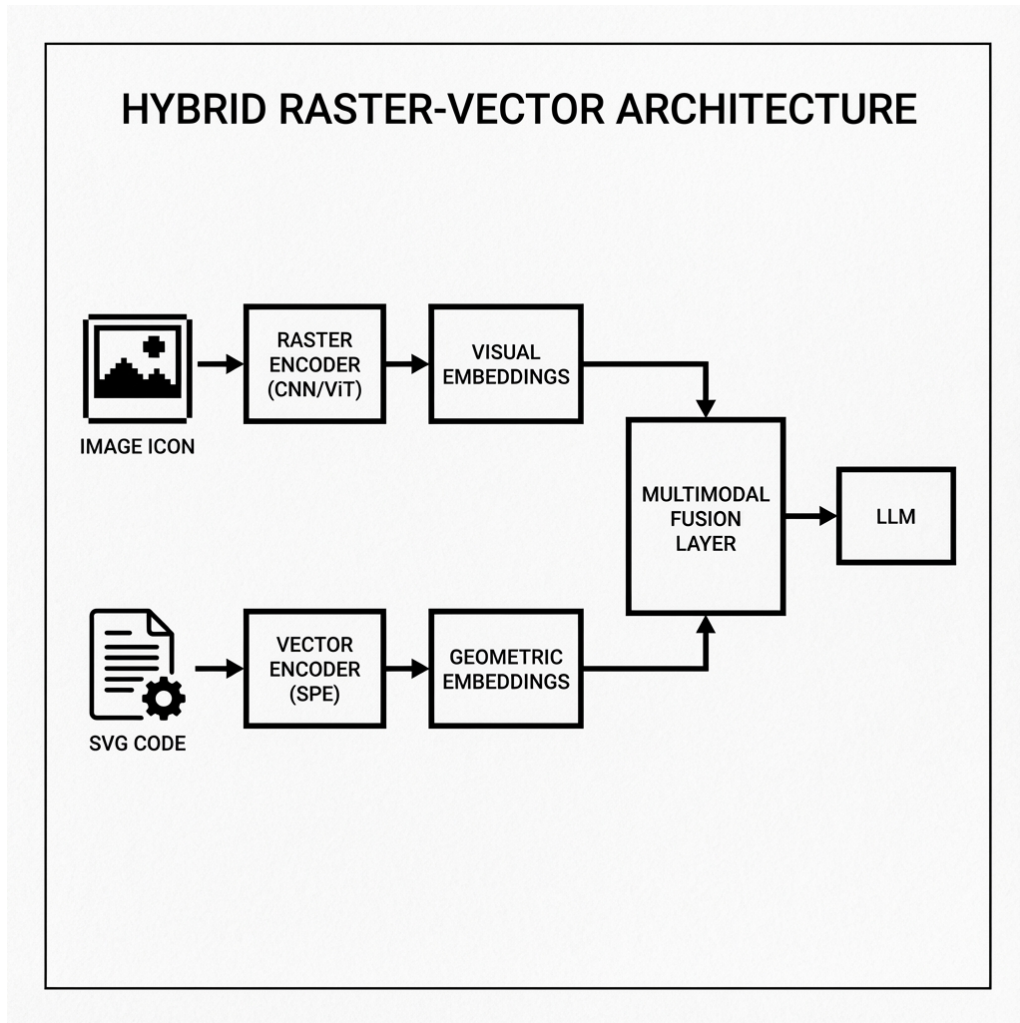 HYBRID RASTER-VECTOR ARCHITECTURE
IMAGE ICON
RASTER
ENCODER
(CNN/ViT)
VISUAL
EMBEDDINGS
MULTIMODAL
FUSION
LAYER
LLM
SVG CODE
VECTOR
ENCODER
(SPE)
GEOMETRIC
EMBEDDINGS